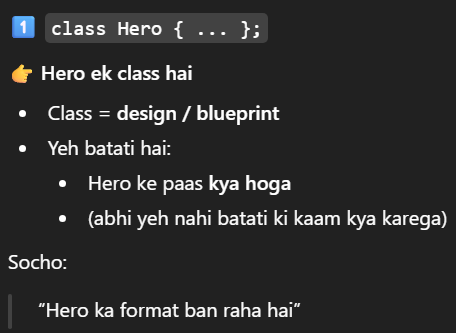 1️⃣ class Hero { ... };
👉 Hero ek class hai
• Class = design / blueprint
• Yeh batati hai:
• Hero ke paas kya hoga
• (abhi yeh nahi batati ki kaam kya karega)
Socho:
“Hero ka format ban raha hai”